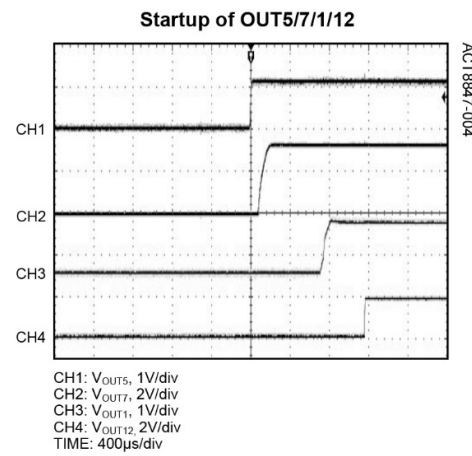 Startup of OUT5/7/1/12
ACT8847-004
CH1
CH2
CH3
CH4
CH1: VOUT5, 1V/div
CH2: VOUT7, 2V/div
CH3: VOUT1, 1V/div
CH4: VOUT12, 2V/div
TIME: 400µs/div